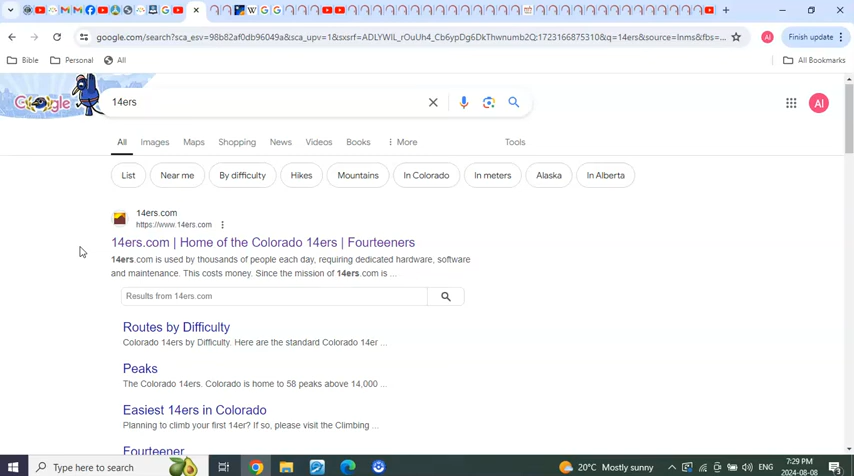 google.com/search?sca_esv=98b82af0db96049a&sca_upv=1&sxsrf=ADLYWIL_rOuUh4_Cb6ypDg6DkThwnumb2Q:1723166875310&q=14ers&source=lnms&fbs=...
Finish update
Bible
Personal
All
All Bookmarks
14ers
AI
All
Images
Maps
Shopping
News
Videos
Books
More
Tools
List
Near me
By difficulty
Hikes
Mountains
In Colorado
In meters
Alaska
In Alberta
14ers.com
https://www.14ers.com
14ers.com | Home of the Colorado 14ers | Fourteeners
14ers.com is used by thousands of people each day, requiring dedicated hardware, software
and maintenance. This costs money. Since the mission of 14ers.com is ...
Results from 14ers.com
Routes by Difficulty
Colorado 14ers by Difficulty. Here are the standard Colorado 14er ...
Peaks
The Colorado 14ers. Colorado is home to 58 peaks above 14,000 ...
Easiest 14ers in Colorado
Planning to climb your first 14er? If so, please visit the Climbing ...
Fourteener
Type here to search
20°C Mostly sunny
ENG
7:29 PM
2024-08-08